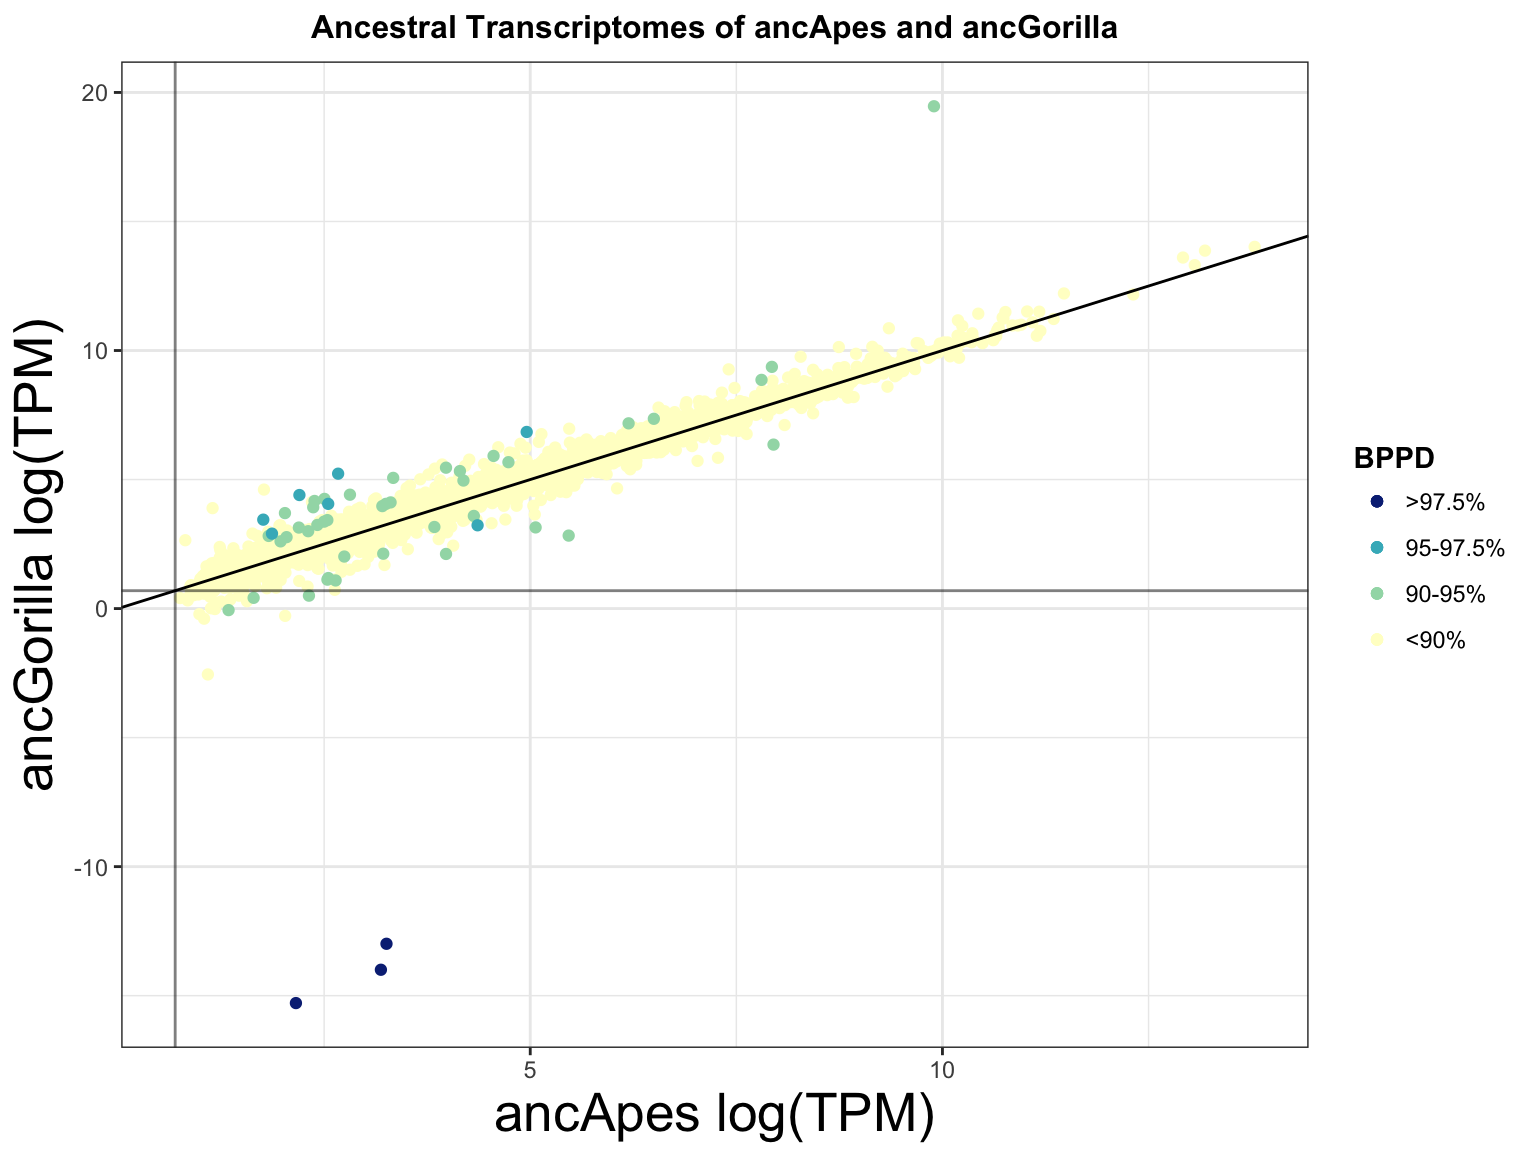 Ancestral Transcriptomes of ancApes and ancGorilla
20
10
0
-10
ancGorilla log(TPM)
5
10
ancApes log(TPM)
BPPD
>97.5%
95-97.5%
90-95%
<90%